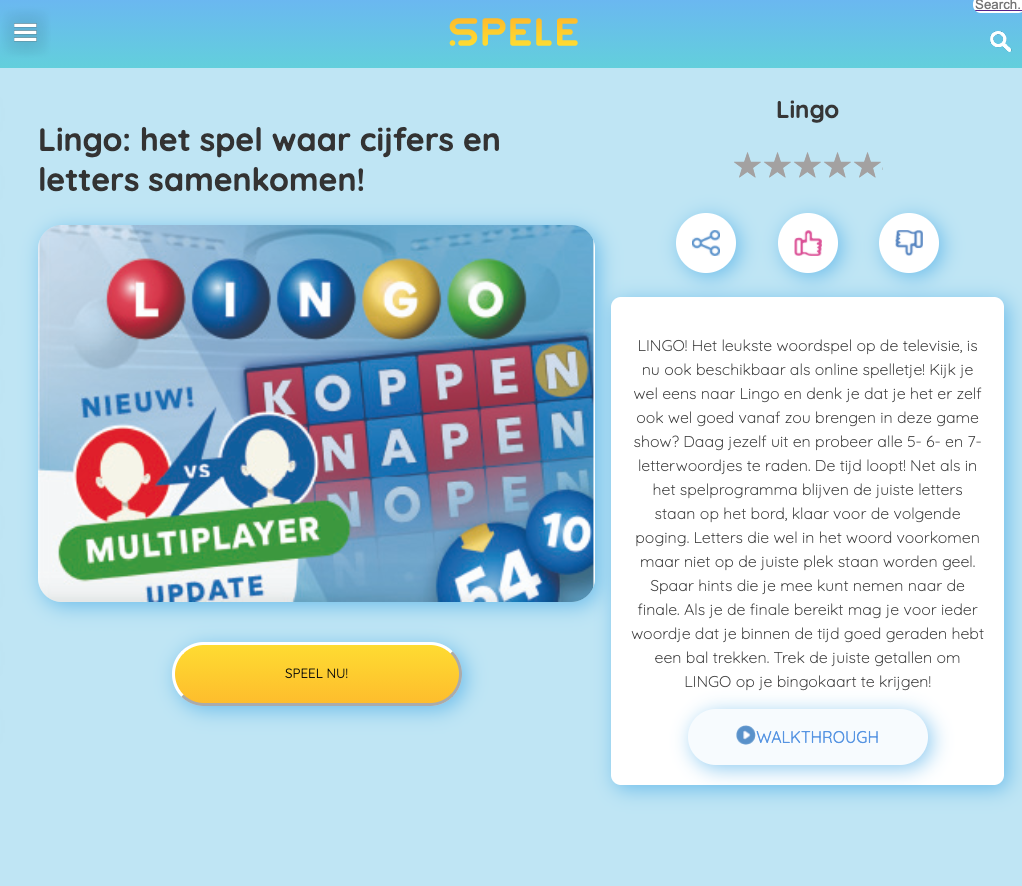 Search.
SPELE
Lingo: het spel waar cijfers en
letters samenkomen!
LINGO
KOPPEN
NIEUW!
NAPEN
VS
NOPEN
MULTIPLAYER
10
54
UPDATE
N
SPEEL NU!
Lingo
LINGO! Het leukste woordspel op de televisie, is
nu ook beschikbaar als online spelletje! Kijk je
wel eens naar Lingo en denk je dat je het er zelf
ook wel goed vanaf zou brengen in deze game
show? Daag jezelf uit en probeer alle 5- 6- en 7-
letterwoordjes te raden. De tijd loopt! Net als in
het spelprogramma blijven de juiste letters
staan op het bord, klaar voor de volgende
poging. Letters die wel in het woord voorkomen
maar niet op de juiste plek staan worden geel.
Spaar hints die je mee kunt nemen naar de
finale. Als je de finale bereikt mag je voor ieder
woordje dat je binnen de tijd goed geraden hebt
een bal trekken. Trek de juiste getallen om
LINGO op je bingokaart te krijgen!
WALKTHROUGH